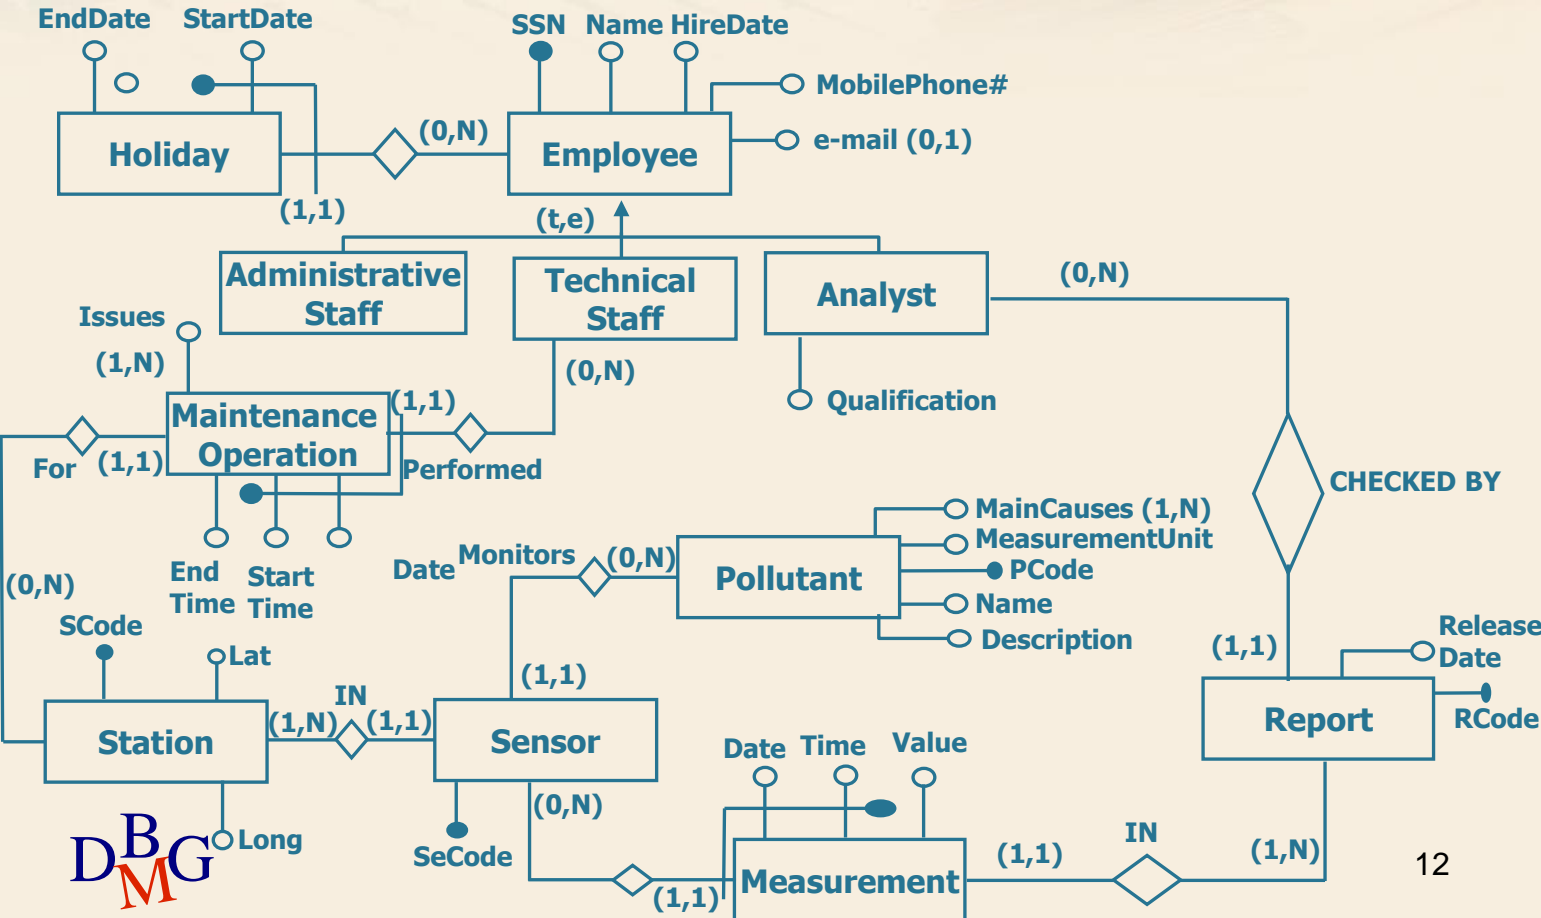 EndDate StartDate
SSN Name HireDate
MobilePhone#
e-mail (0,1)
Holiday
(0,N)
Employee
(1,1)
(t,e)
Administrative
Staff
Technical
Staff
Analyst
(0,N)
Issues
(1,N)
(0,N)
Qualification
Maintenance
Operation
(1,1)
Performed
For (1,1)
CHECKED BY
End
Time
Start
Time
(0,N)
Date
Monitors
(0,N)
Pollutant
MainCauses (1,N)
MeasurementUnit
PCode
Name
Description
SCode
Lat
(1,1)
(1,1)
Release
Date
RCode
Station
(1,N)
IN
(1,1)
Sensor
Report
Date Time Value
(0,N)
Long
SeCode
(1,1)
Measurement
(1,1)
IN
(1,N)
DBMG
12